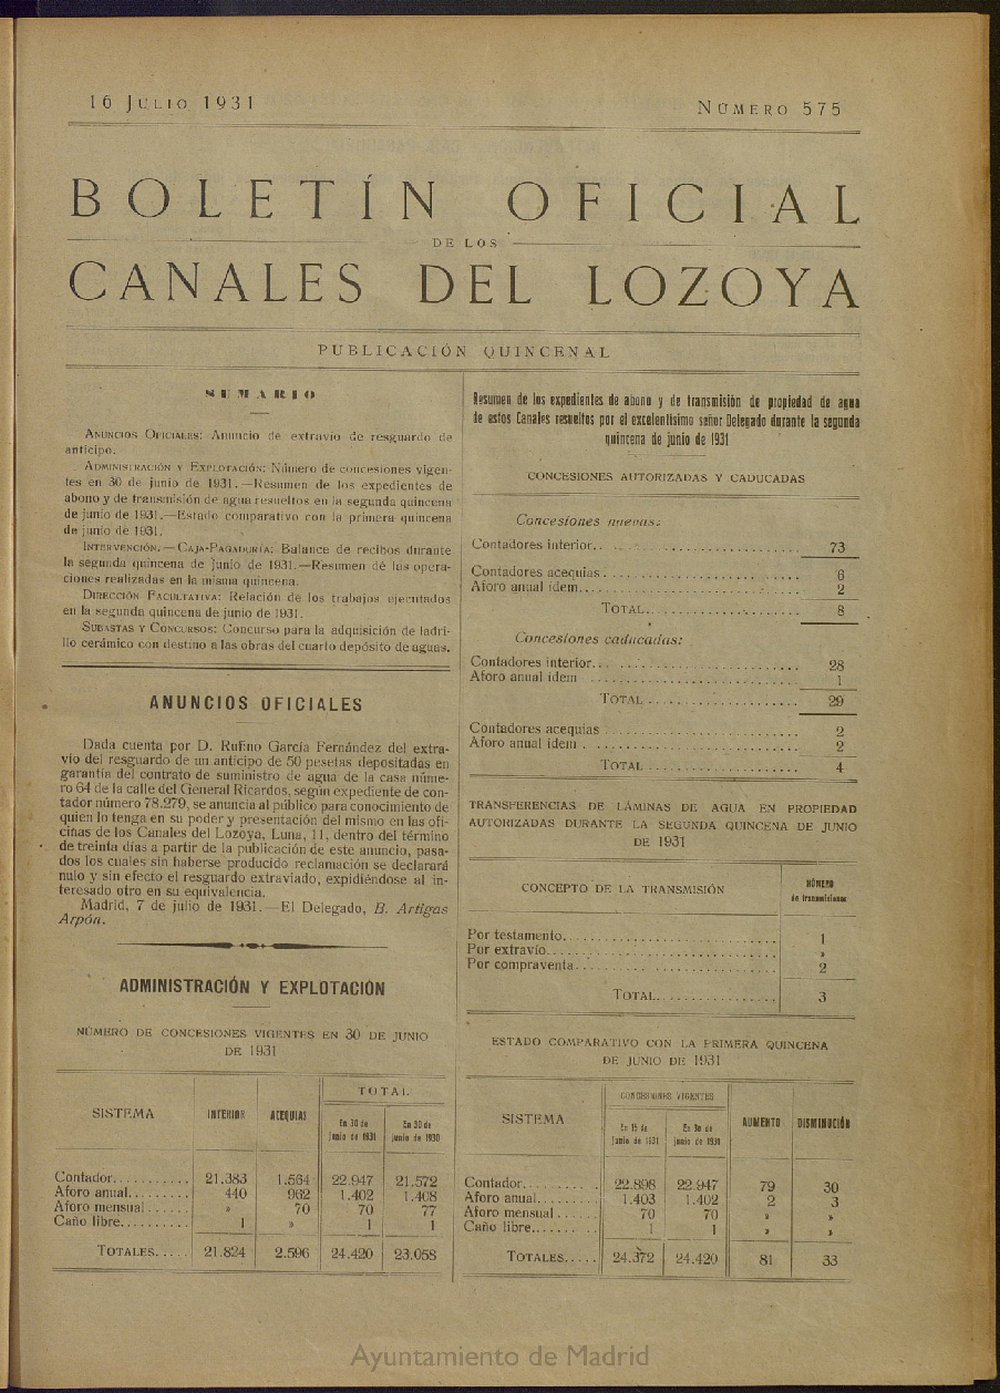 16 JULIO 1931
NÚMERO 575
BOLETÍN OFICIAL
DE LOS
CANALES DEL LOZOYA
PUBLICACIÓN QUINCENAL
SUMARIO
ANUNCIOS OFICIALES: Anuncio de extravío de resguardo de
anticipo.
ADMINISTRACIÓN Y EXPLOTACIÓN: Número de concesiones vigen-
tes en 30 de junio de 1931.—Resumen de los expedientes de
abono y de transmisión de agua resueltos en la segunda quincena
de junio de 1931.—Estado comparativo con la primera quincena
de junio de 1931.
INTERVENCIÓN.—CAJA-PAGADURÍA: Balance de recibos durante
la segunda quincena de junio de 1931.—Resumen dé las opera-
ciones realizadas en la misma quincena.
DIRECCIÓN FACULTATIVA: Relación de los trabajos ejecutados
en la segunda quincena de junio de 1931.
SUBASTAS Y CONCURSOS: Concurso para la adquisición de ladri-
llo cerámico con destino a las obras del cuarto depósito de aguas.
ANUNCIOS OFICIALES
Dada cuenta por D. Rufino García Fernández del extra-
vío del resguardo de un anticipo de 50 pesetas depositadas en
garantía del contrato de suministro de agua de la casa núme-
ro 64 de la calle del General Ricardos, según expediente de con-
tador número 78.279, se anuncia al público para conocimiento de
quien lo tenga en su poder y presentación del mismo en las ofi-
cinas de los Canales del Lozoya, Luna, 11, dentro del término
de treinta días a partir de la publicación de este anuncio, pasa-
dos los cuales sin haberse producido reclamación se declarará
nulo y sin efecto el resguardo extraviado, expidiéndose al in-
teresado otro en su equivalencia.
Madrid, 7 de julio de 1931.—El Delegado, B. Artigas
Arpón.
ADMINISTRACIÓN Y EXPLOTACIÓN
NÚMERO DE CONCESIONES VIGENTES EN 30 DE JUNIO
DE 1931
SISTEMA INTERIOR ACEQUIAS TOTAL
En 30 de junio de 1931 En 30 de junio de 1930
Contador........... 21.383 1.564 22.947 21.572
Aforo anual......... 440 962 1.402 1.408
Aforo mensual...... » 70 70 77
Caño libre.......... 1 » 1 1
TOTALES..... 21.824 2.596 24.420 23.058
Resumen de los expedientes de abono y de transmisión de propiedad de agua
de estos Canales resueltos por el excelentísimo señor Delegado durante la segunda
quincena de junio de 1931
CONCESIONES AUTORIZADAS Y CADUCADAS
Concesiones nuevas:
Contadores interior............................ 73
Contadores acequias............................ 6
Aforo anual ídem............................... 2
TOTAL...................... 8
Concesiones caducadas:
Contadores interior............................ 28
Aforo anual ídem............................... 1
TOTAL...................... 29
Contadores acequias............................ 2
Aforo anual ídem............................... 2
TOTAL...................... 4
TRANSFERENCIAS DE LÁMINAS DE AGUA EN PROPIEDAD
AUTORIZADAS DURANTE LA SEGUNDA QUINCENA DE JUNIO
DE 1931
CONCEPTO DE LA TRANSMISIÓN NÚMERO de transmisiones
Por testamento.............................. 1
Por extravío................................ »
Por compraventa............................. 2
TOTAL................. 3
ESTADO COMPARATIVO CON LA PRIMERA QUINCENA
DE JUNIO DE 1931
SISTEMA CONCESIONES VIGENTES AUMENTO DISMINUCIÓN
En 15 de junio de 1931 En 30 de junio de 1931
Contador........... 22.898 22.947 79 30
Aforo anual......... 1.403 1.402 2 3
Aforo mensual...... 70 70 » »
Caño libre......... 1 1 » »
TOTALES..... 24.372 24.420 81 33
Ayuntamiento de Madrid